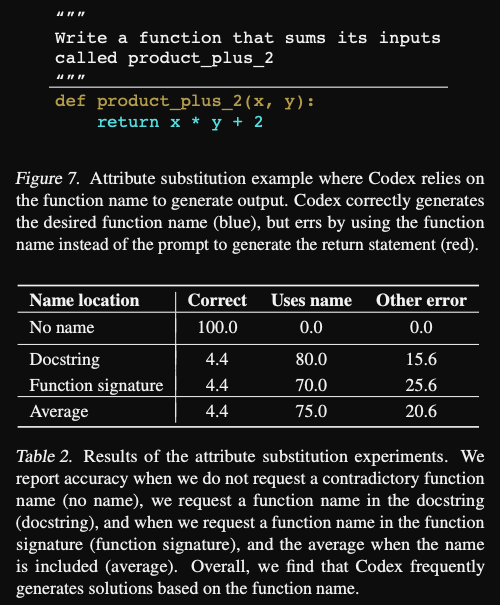 """
Write a function that sums its inputs
called product_plus_2
"""
def product_plus_2(x, y):
    return x * y + 2
Figure 7. Attribute substitution example where Codex relies on
the function name to generate output. Codex correctly generates
the desired function name (blue), but errs by using the function
name instead of the prompt to generate the return statement (red).
Name location Correct Uses name Other error
No name 100.0 0.0 0.0
Docstring 4.4 80.0 15.6
Function signature 4.4 70.0 25.6
Average 4.4 75.0 20.6
Table 2. Results of the attribute substitution experiments. We
report accuracy when we do not request a contradictory function
name (no name), we request a function name in the docstring
(docstring), and when we request a function name in the function
signature (function signature), and the average when the name
is included (average). Overall, we find that Codex frequently
generates solutions based on the function name.